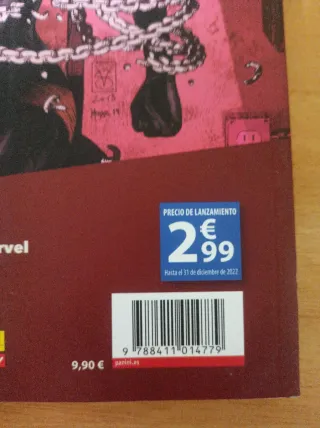 rvel
PRECIO DE LANZAMIENTO
2€99
Hasta el 31 de diciembre de 2022
9 788411 014779
9,90 €
panini.es